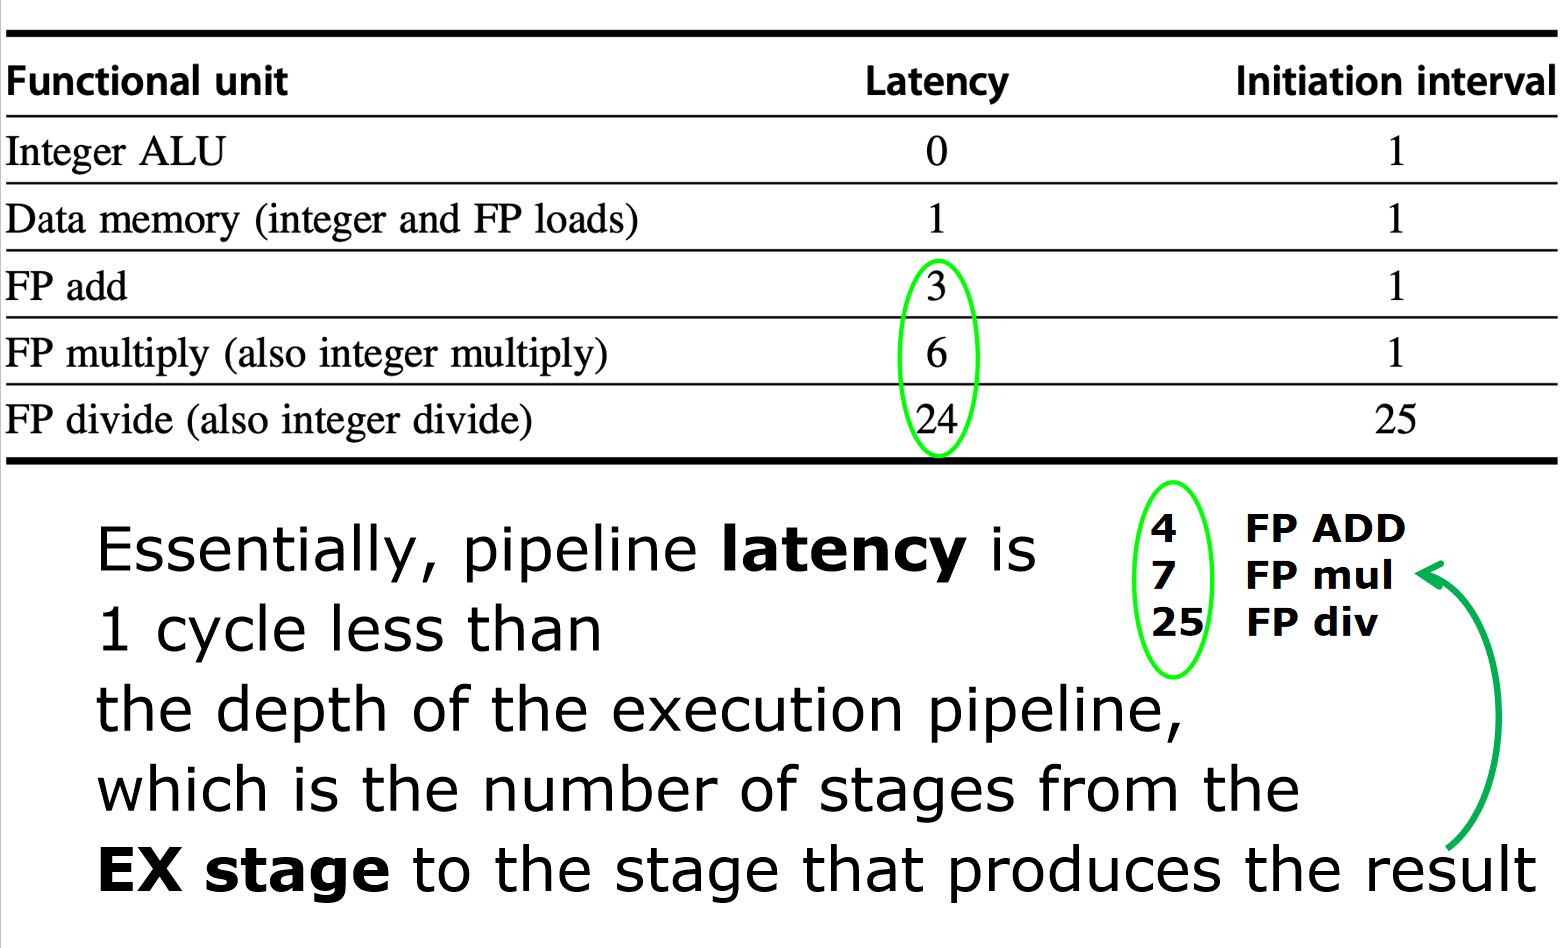 Functional unit Latency Initiation interval
Integer ALU 0 1
Data memory (integer and FP loads) 1 1
FP add 3 1
FP multiply (also integer multiply) 6 1
FP divide (also integer divide) 24 25
4 FP ADD
7 FP mul
25 FP div
Essentially, pipeline latency is
1 cycle less than
the depth of the execution pipeline,
which is the number of stages from the
EX stage to the stage that produces the result